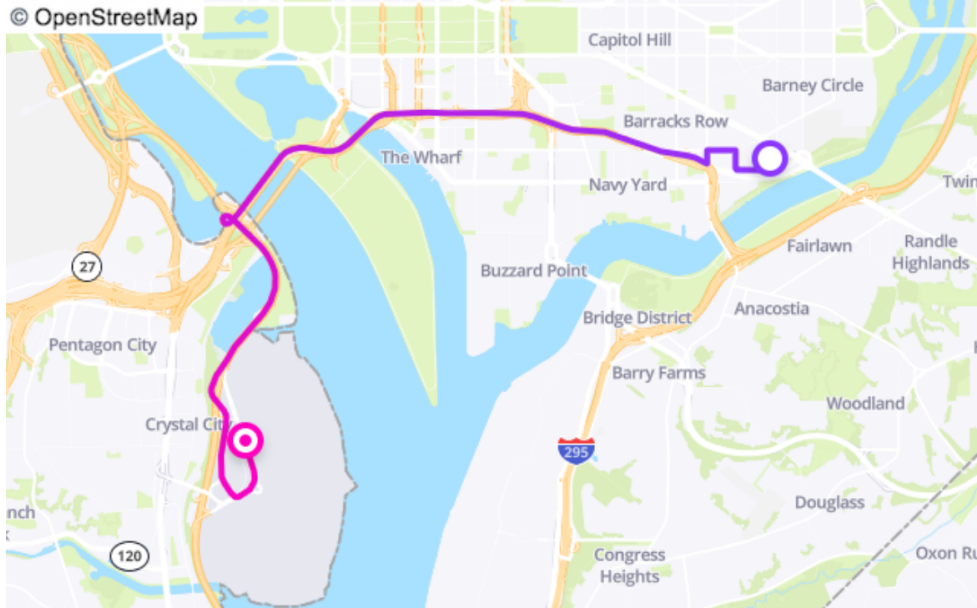 © OpenStreetMap
Capitol Hill
Barney Circle
Barracks Row
The Wharf
Navy Yard
Twin
Fairlawn
Randle
Highlands
27
Buzzard Point
Anacostia
Bridge District
Pentagon City
Barry Farms
Woodland
Crystal City
295
Douglass
nch
120
Congress
Heights
Oxon Ru